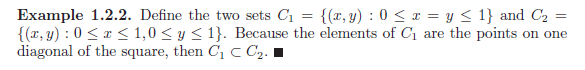 Example 1.2.2. Define the two sets C₁ = {(x, y) : 0 ≤ x = y ≤ 1} and C₂ =
{(x, y) : 0 ≤ x ≤ 1, 0 ≤ y ≤ 1}. Because the elements of C₁ are the points on one
diagonal of the square, then C₁ ⊂ C₂. ■